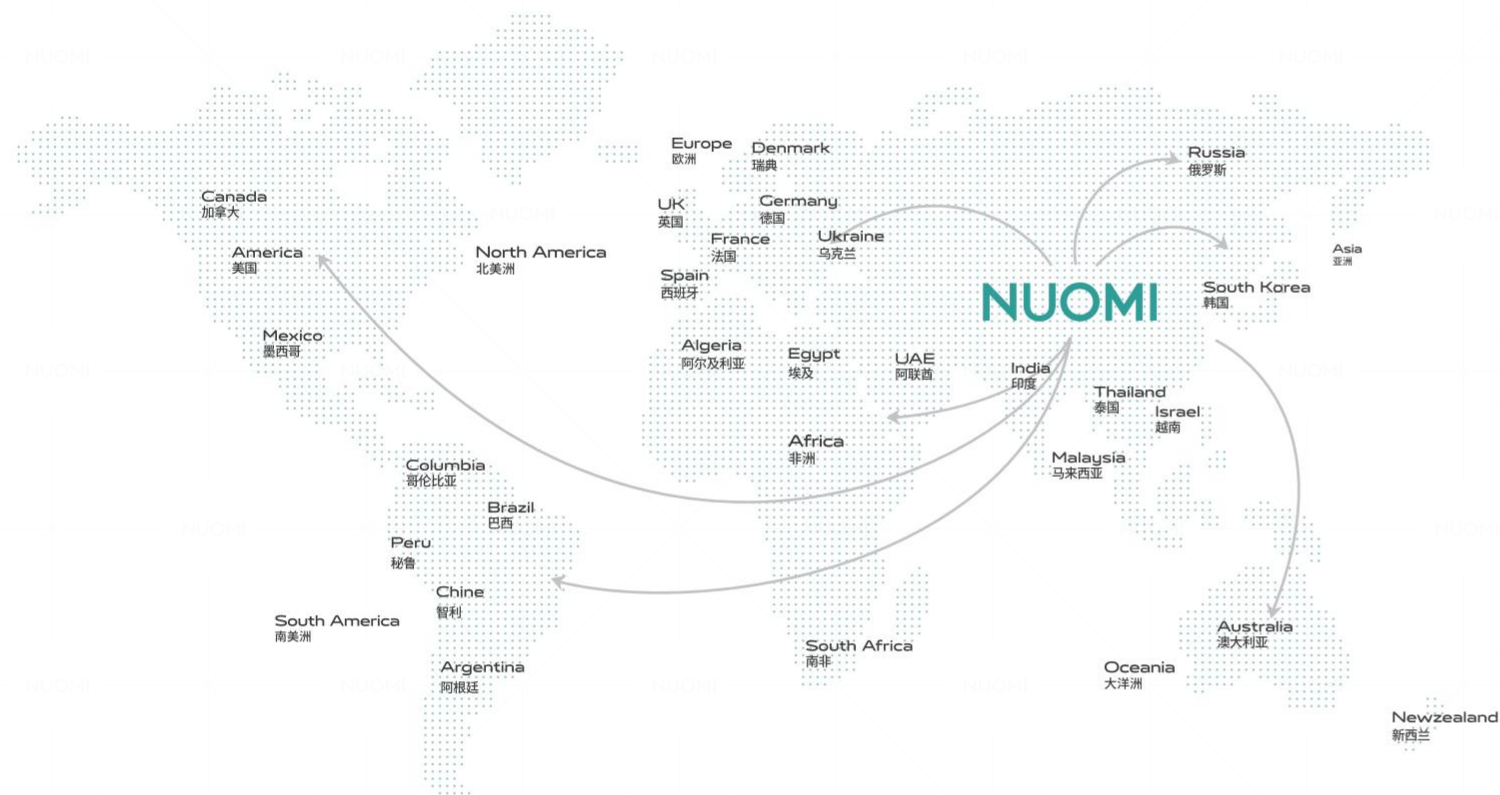 Europe
欧洲
Denmark
瑞典
Russia
俄罗斯
Canada
加拿大
UK
英国
Germany
德国
America
美国
North America
北美洲
France
法国
Ukraine
乌克兰
Asia
亚洲
Spain
西班牙
NUOMI
South Korea
韩国
Mexico
墨西哥
Algeria
阿尔及利亚
Egypt
埃及
UAE
阿联酋
India
印度
Thailand
泰国
Israel
越南
Africa
非洲
Malaysia
马来西亚
Columbia
哥伦比亚
Brazil
巴西
Peru
秘鲁
Chine
智利
South America
南美洲
Argentina
阿根廷
South Africa
南非
Australia
澳大利亚
Oceania
大洋洲
Newzealand
新西兰